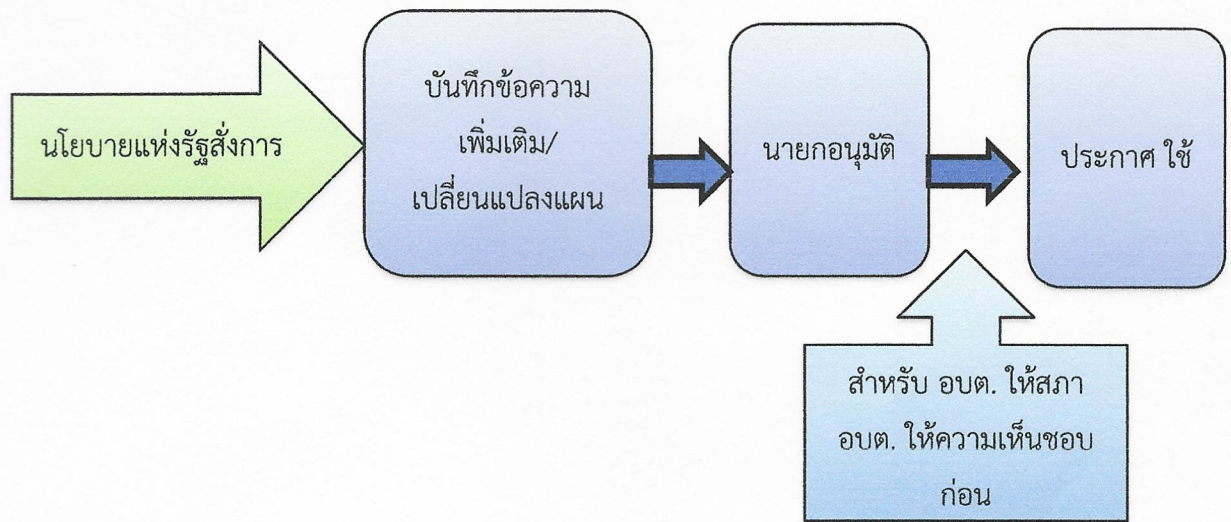 นโยบายแห่งรัฐสั่งการ
บันทึกข้อความ
เพิ่มเติม/
เปลี่ยนแปลงแผน
นายกอนุมัติ
ประกาศ ใช้
สำหรับ อบต. ให้สภา
อบต. ให้ความเห็นชอบ
ก่อน